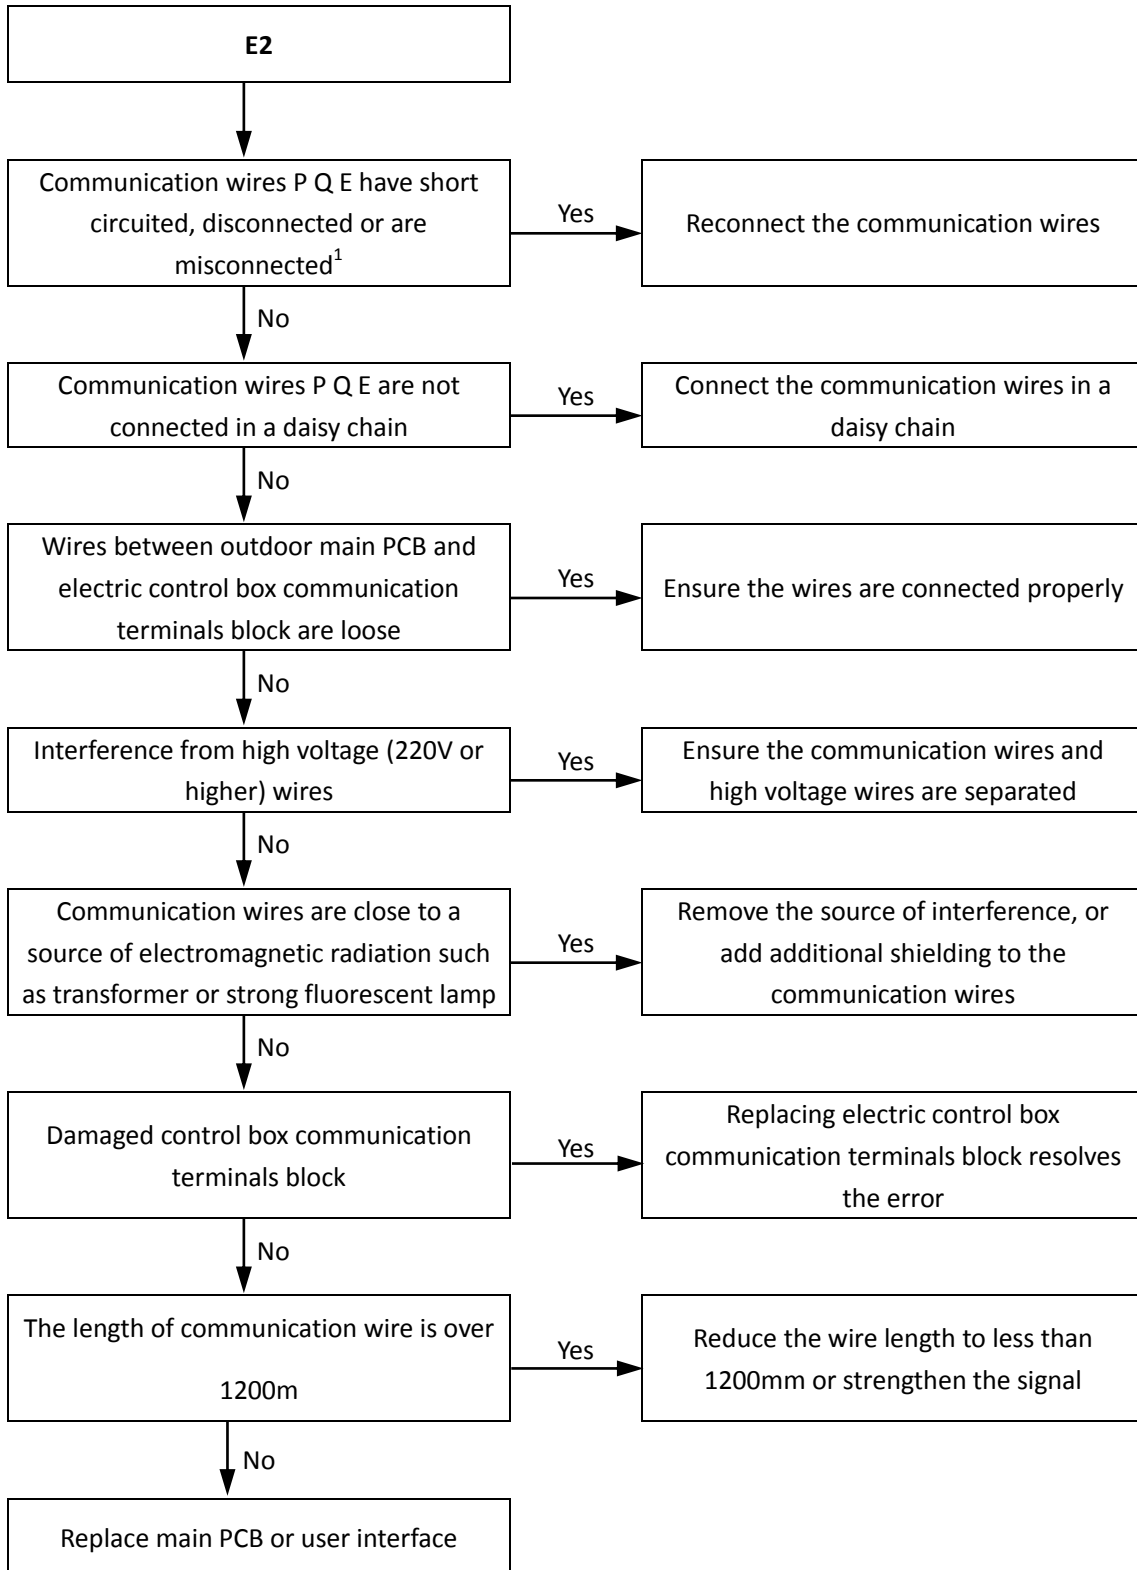 E2
Communication wires P Q E have short
circuited, disconnected or are
misconnected¹
Yes
Reconnect the communication wires
No
Communication wires P Q E are not
connected in a daisy chain
Yes
Connect the communication wires in a
daisy chain
No
Wires between outdoor main PCB and
electric control box communication
terminals block are loose
Yes
Ensure the wires are connected properly
No
Interference from high voltage (220V or
higher) wires
Yes
Ensure the communication wires and
high voltage wires are separated
No
Communication wires are close to a
source of electromagnetic radiation such
as transformer or strong fluorescent lamp
Yes
Remove the source of interference, or
add additional shielding to the
communication wires
No
Damaged control box communication
terminals block
Yes
Replacing electric control box
communication terminals block resolves
the error
No
The length of communication wire is over
1200m
Yes
Reduce the wire length to less than
1200mm or strengthen the signal
No
Replace main PCB or user interface